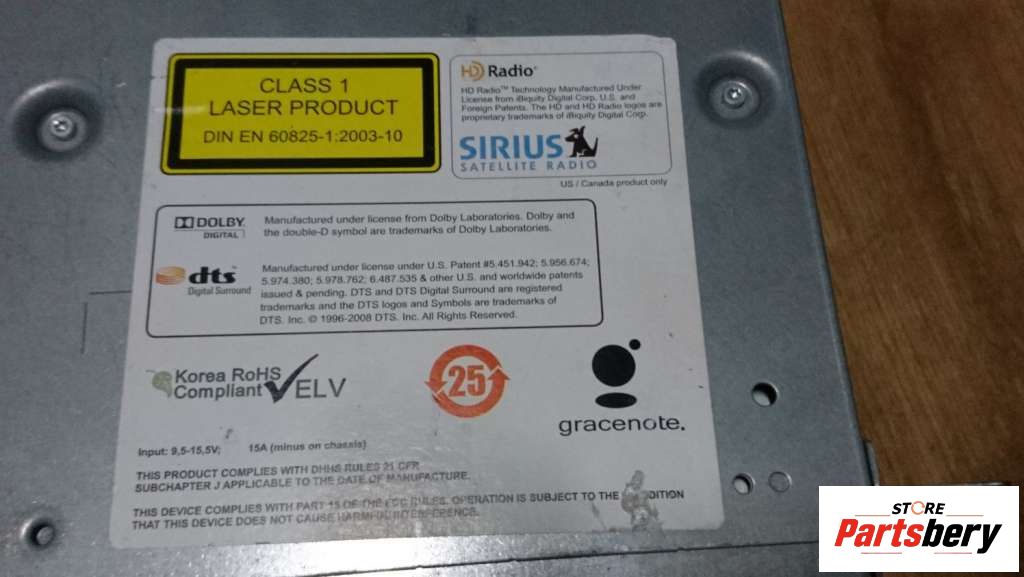 CLASS 1
LASER PRODUCT
DIN EN 60825-1:2003-10
HD Radio®
HD Radio™ Technology Manufactured Under
License from iBiquity Digital Corp. U.S. and
Foreign Patents. The HD and HD Radio logos are
proprietary trademarks of iBiquity Digital Corp.
SIRIUS
SATELLITE RADIO
US / Canada product only
DOLBY
DIGITAL
Manufactured under license from Dolby Laboratories. Dolby and
the double-D symbol are trademarks of Dolby Laboratories.
dts
Digital Surround
Manufactured under license under U.S. Patent #5.451.942; 5.956.674;
5.974.380; 5.978.762; 6.487.535 & other U.S. and worldwide patents
issued & pending. DTS and DTS Digital Surround are registered
trademarks and the DTS logos and Symbols are trademarks of
DTS. Inc. © 1996-2008 DTS. Inc. All Rights Reserved.
Korea RoHS
Compliant
ELV
25
gracenote.
Input: 9,5-15,5V; 15A (minus on chassis)
THIS PRODUCT COMPLIES WITH DHHS RULES 21 CFR
SUBCHAPTER J APPLICABLE TO THE DATE OF MANUFACTURE.
THIS DEVICE COMPLIES WITH PART 15 OF THE FCC RULES. OPERATION IS SUBJECT TO THE DITION
THAT THIS DEVICE DOES NOT CAUSE HARMFUL INTERFERENCE.
STORE
Partsbery